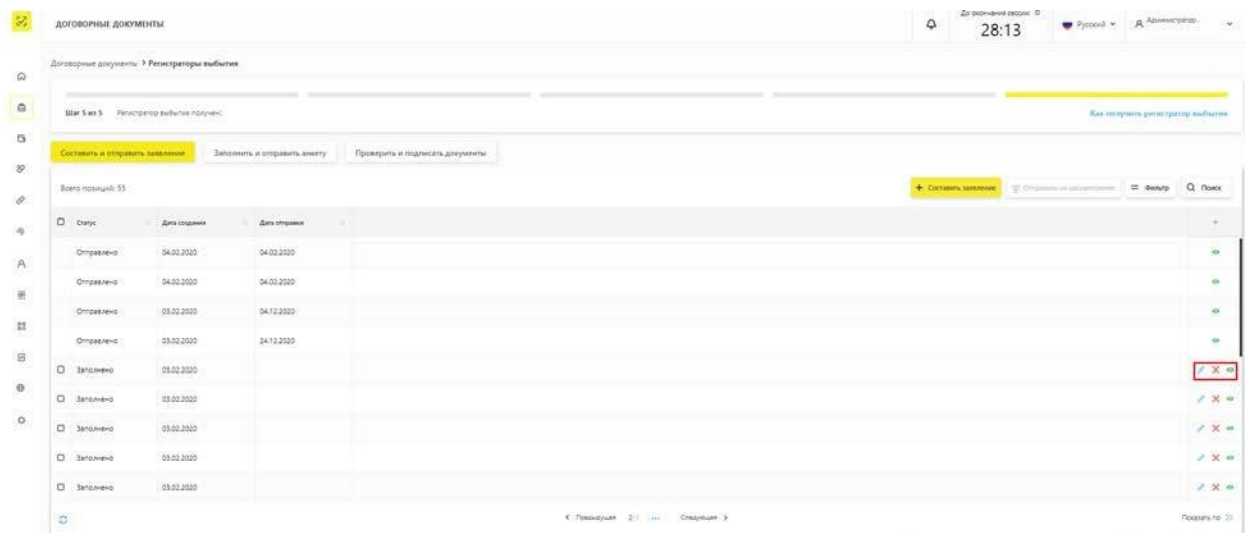 ДОГОВОРНЫЕ ДОКУМЕНТЫ
До окончания сессии:
28:13
Русский
Администратор
Договорные документы > Регистраторы выбытия
Шаг 5 из 5 Регистратор выбытия получен:
Как получить регистратор выбытия
Составить и отправить заявление Заполнить и отправить анкету Проверить и подписать документы
Всего позиций: 55
+ Составить заявление Отправить на рассмотрение Фильтр Поиск
Статус Дата создания Дата отправки
Отправлено 04.02.2020 04.02.2020
Отправлено 04.02.2020 04.02.2020
Отправлено 03.02.2020 04.12.2020
Отправлено 03.02.2020 24.12.2020
Заполнено 03.02.2020
Заполнено 03.02.2020
Заполнено 03.02.2020
Заполнено 03.02.2020
Заполнено 03.02.2020
< Предыдущая ... Следующая >
Показать по 20